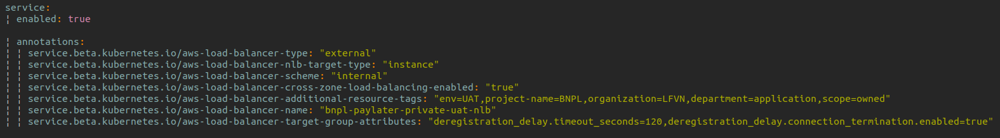 service:
¦ enabled: true
¦ annotations:
¦ ¦ service.beta.kubernetes.io/aws-load-balancer-type: "external"
¦ ¦ service.beta.kubernetes.io/aws-load-balancer-nlb-target-type: "instance"
¦ ¦ service.beta.kubernetes.io/aws-load-balancer-scheme: "internal"
¦ ¦ service.beta.kubernetes.io/aws-load-balancer-cross-zone-load-balancing-enabled: "true"
¦ ¦ service.beta.kubernetes.io/aws-load-balancer-additional-resource-tags: "env=UAT,project-name=BNPL,organization=LFVN,department=application,scope=owned"
¦ ¦ service.beta.kubernetes.io/aws-load-balancer-name: "bnpl-paylater-private-uat-nlb"
¦ ¦ service.beta.kubernetes.io/aws-load-balancer-target-group-attributes: "deregistration_delay.timeout_seconds=120,deregistration_delay.connection_termination.enabled=true"